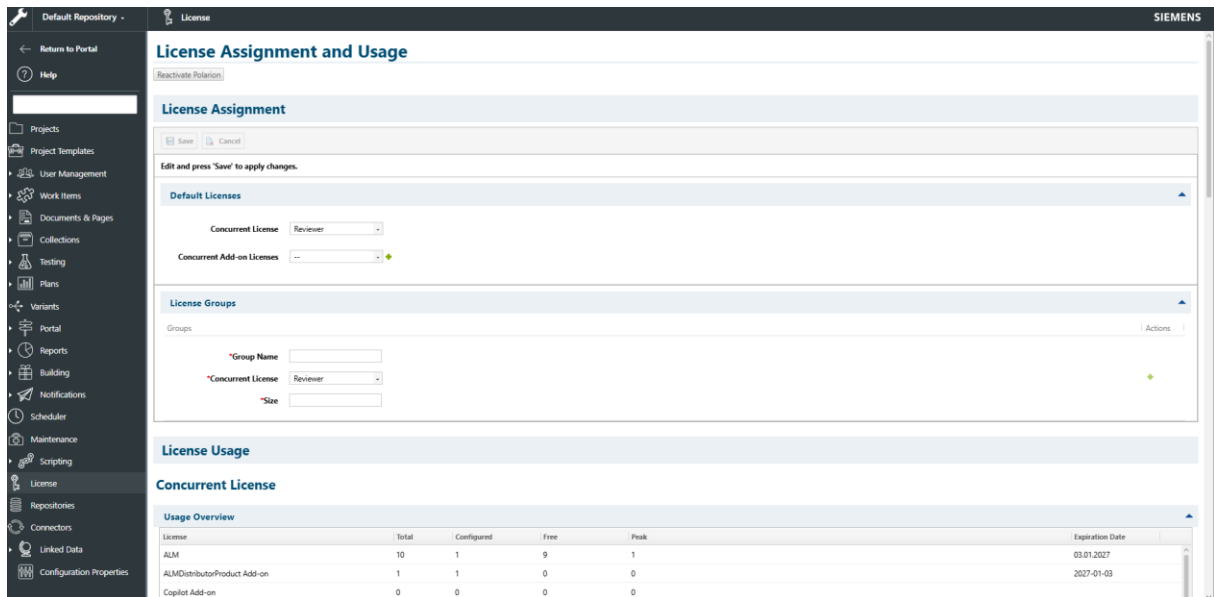 Default Repository
License
SIEMENS
Return to Portal
Help
Projects
Project Templates
User Management
Work Items
Documents & Pages
Collections
Testing
Plans
Variants
Portal
Reports
Building
Notifications
Scheduler
Maintenance
Scripting
License
Repositories
Connectors
Linked Data
Configuration Properties
License Assignment and Usage
Reactivate Polarion
License Assignment
Save Cancel
Edit and press 'Save' to apply changes.
Default Licenses
Concurrent License Reviewer
Concurrent Add-on Licenses --
License Groups
Groups Actions
*Group Name
*Concurrent License Reviewer
*Size
License Usage
Concurrent License
Usage Overview
License Total Configured Free Peak Expiration Date
ALM 10 1 9 1 03.01.2027
ALMDistributorProduct Add-on 1 1 0 0 2027-01-03
Copilot Add-on 0 0 0 0